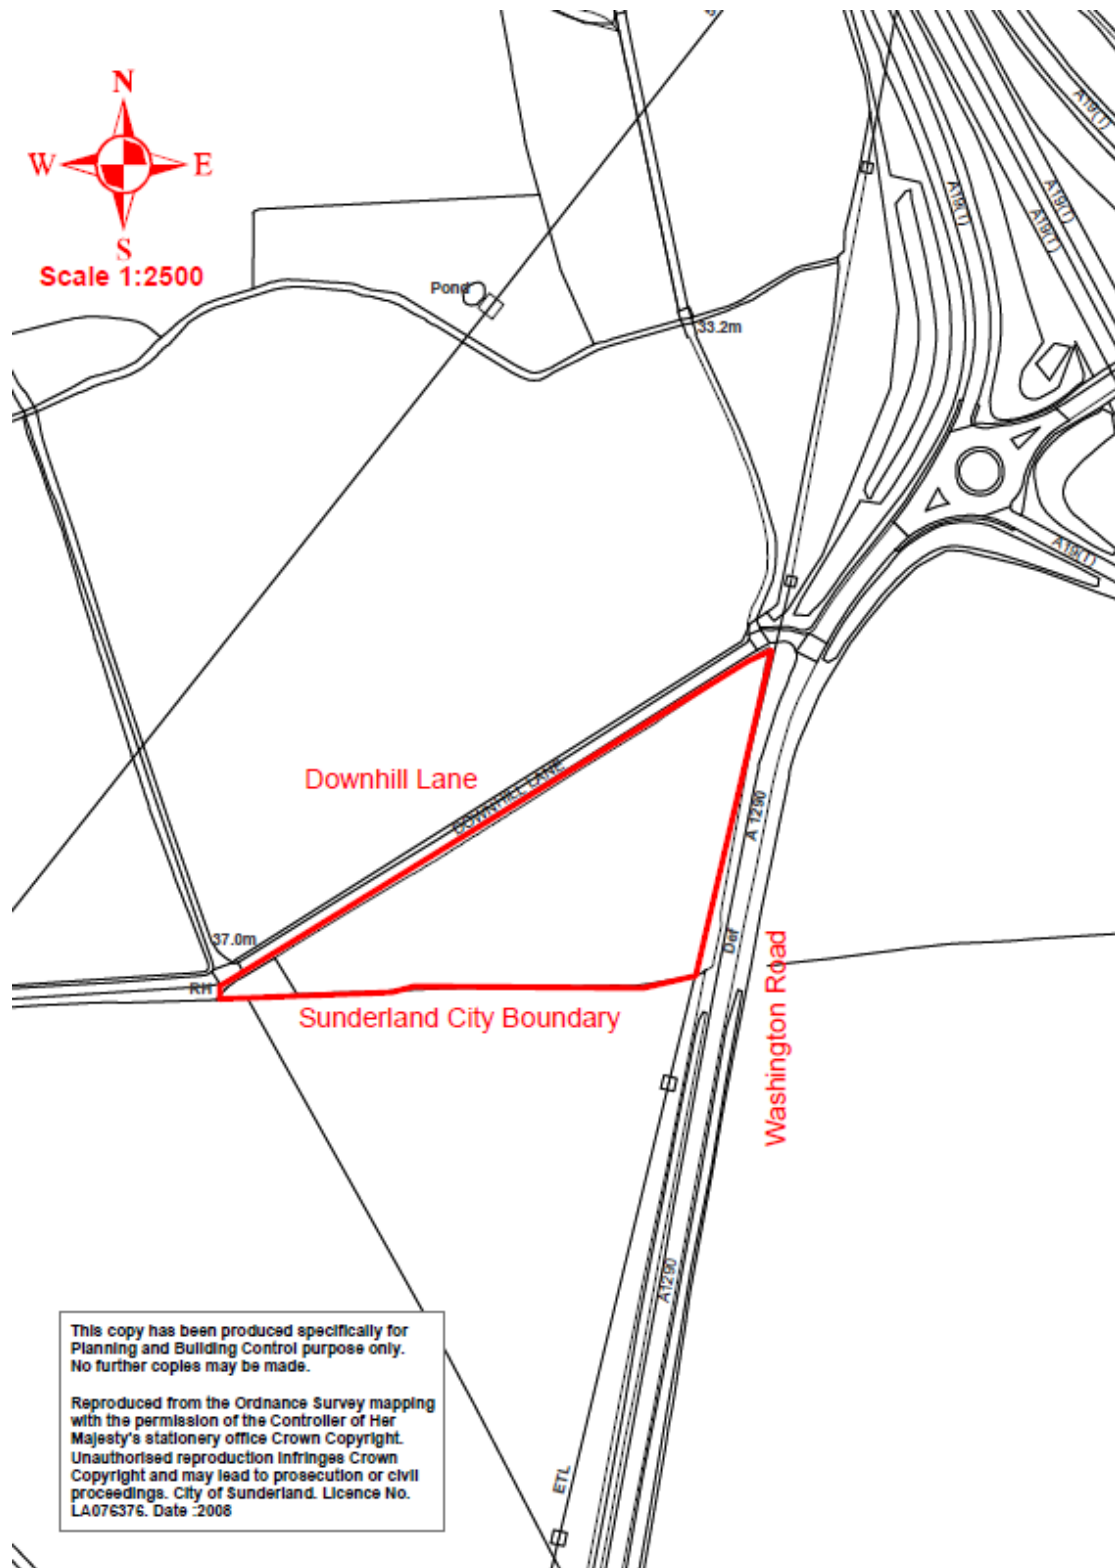 N
W E
S
Scale 1:2500
A19(T)
A19(T)
A19(T)
A19(T)
Pond
33.2m
A19(T)
Downhill Lane
DOWNHILL LANE
A 1290
37.0m
Def
RH
Sunderland City Boundary
Washington Road
A1290
This copy has been produced specifically for
Planning and Building Control purpose only.
No further copies may be made.
Reproduced from the Ordnance Survey mapping
with the permission of the Controller of Her
Majesty's stationery office Crown Copyright.
Unauthorised reproduction infringes Crown
Copyright and may lead to prosecution or civil
proceedings. City of Sunderland. Licence No.
LA076376. Date :2008
ETL